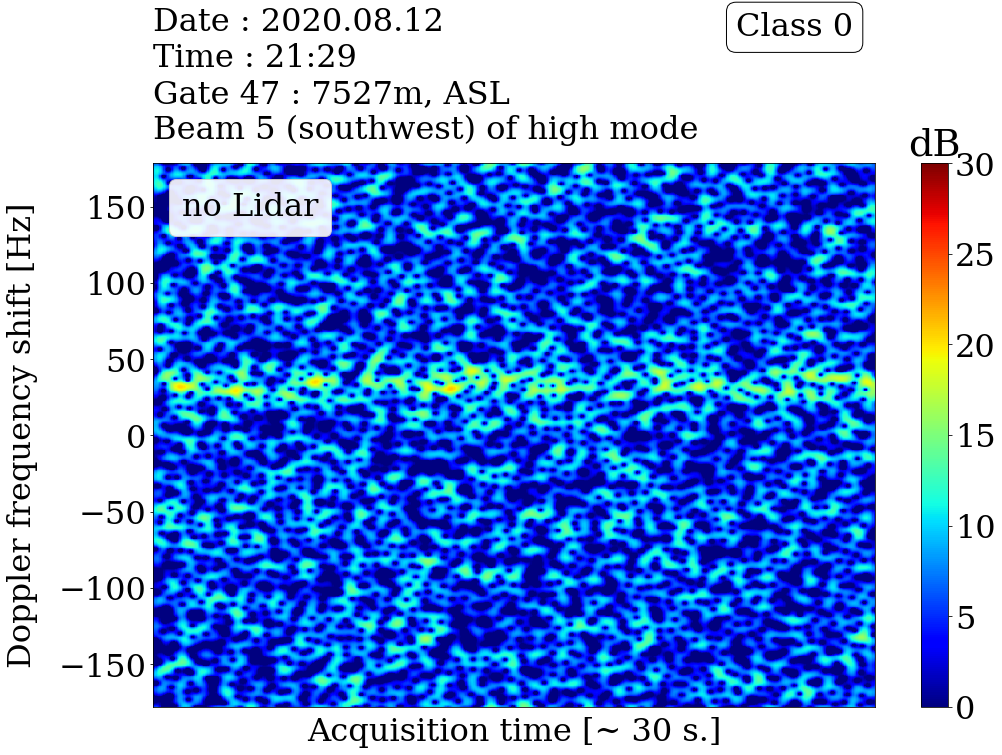 Date : 2020.08.12
Time : 21:29
Gate 47 : 7527m, ASL
Beam 5 (southwest) of high mode
Class 0
dB
no Lidar
Doppler frequency shift [Hz]
150
100
50
0
−50
−100
−150
30
25
20
15
10
5
0
Acquisition time [~ 30 s.]